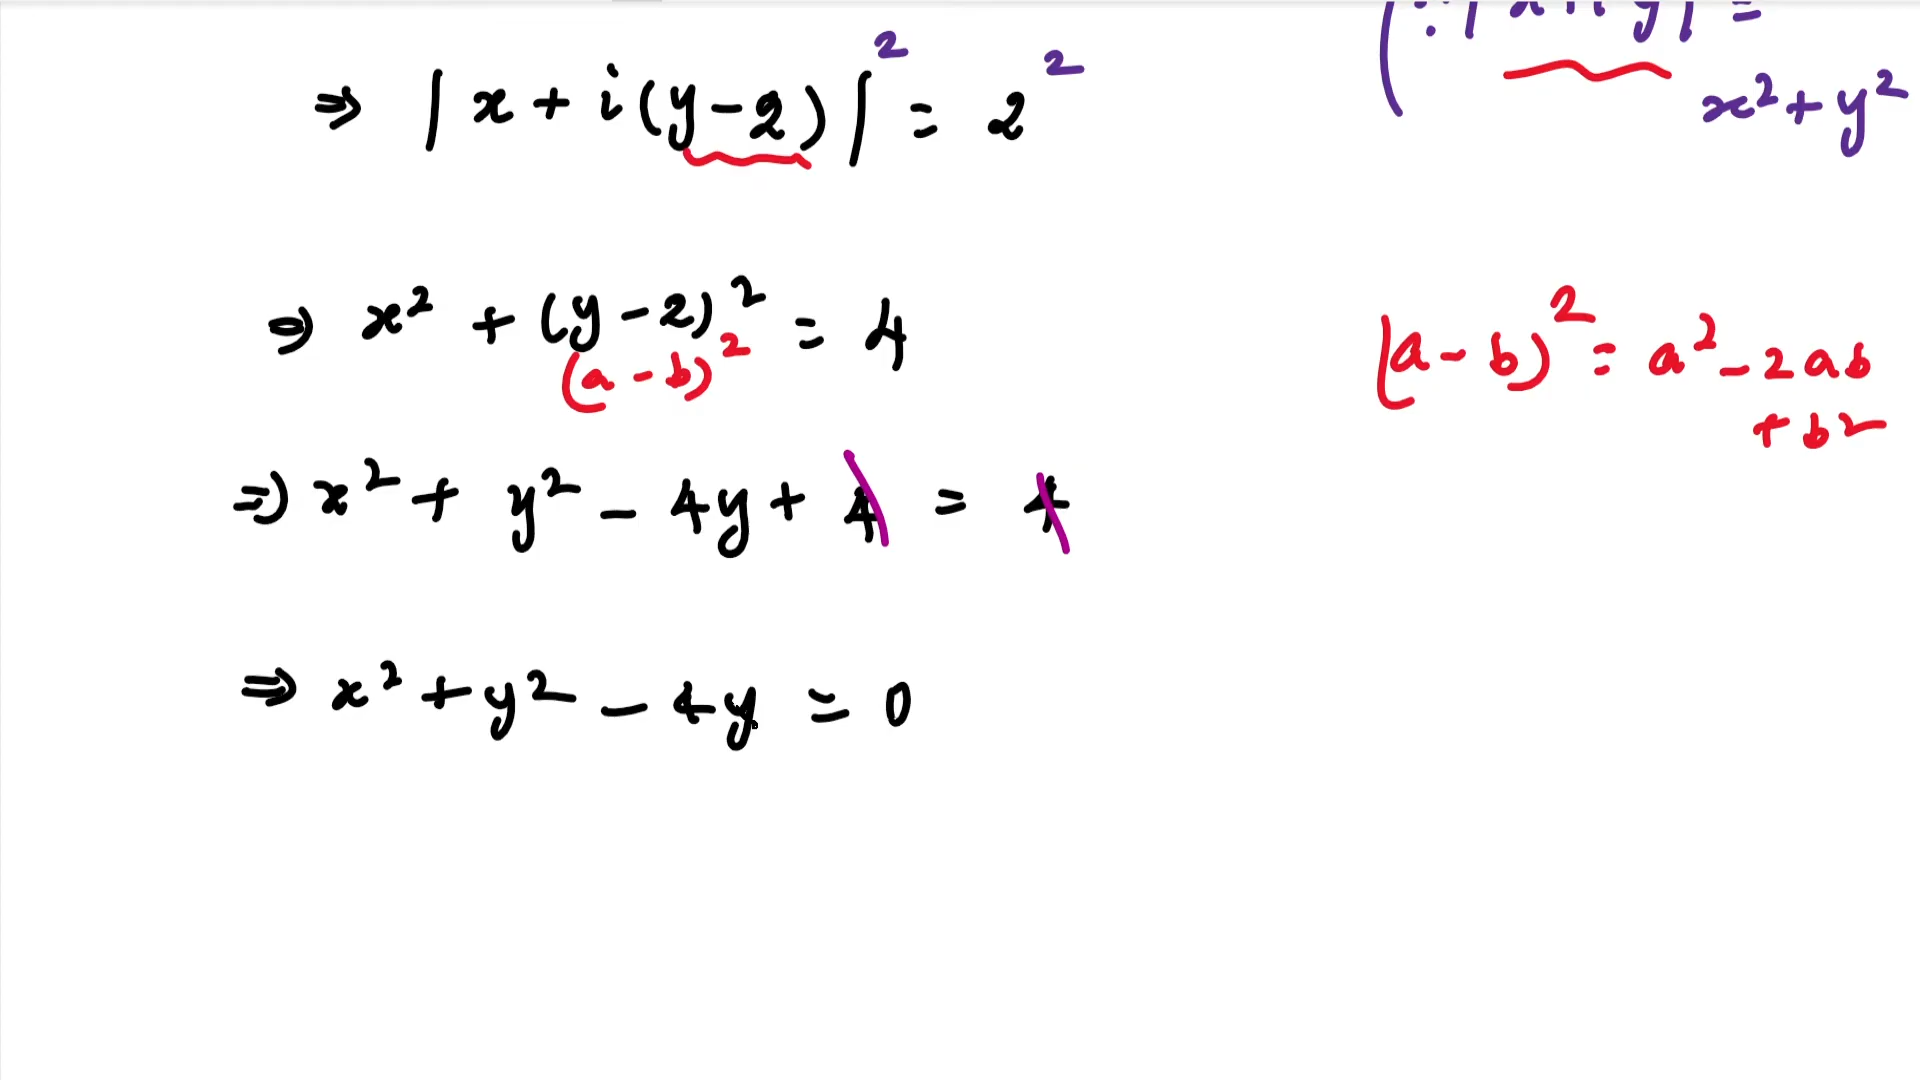 ⇒ | x + i(y-2) |² = 2²
x² + y²
⇒ x² + (y-2)² = 4
(a-b)²
(a-b)² = a² - 2ab
+ b²
⇒ x² + y² - 4y + 4 = 4
⇒ x² + y² - 4y = 0